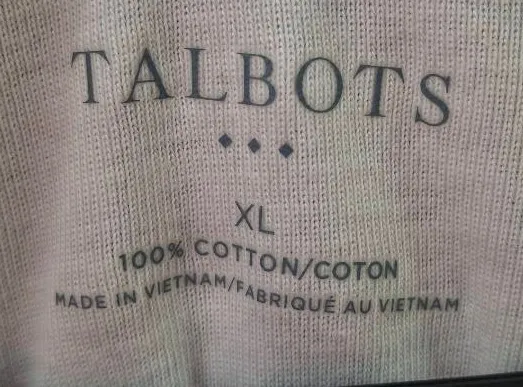 TALBOTS
XL
100% COTTON/COTON
MADE IN VIETNAM/FABRIQUÉ AU VIETNAM